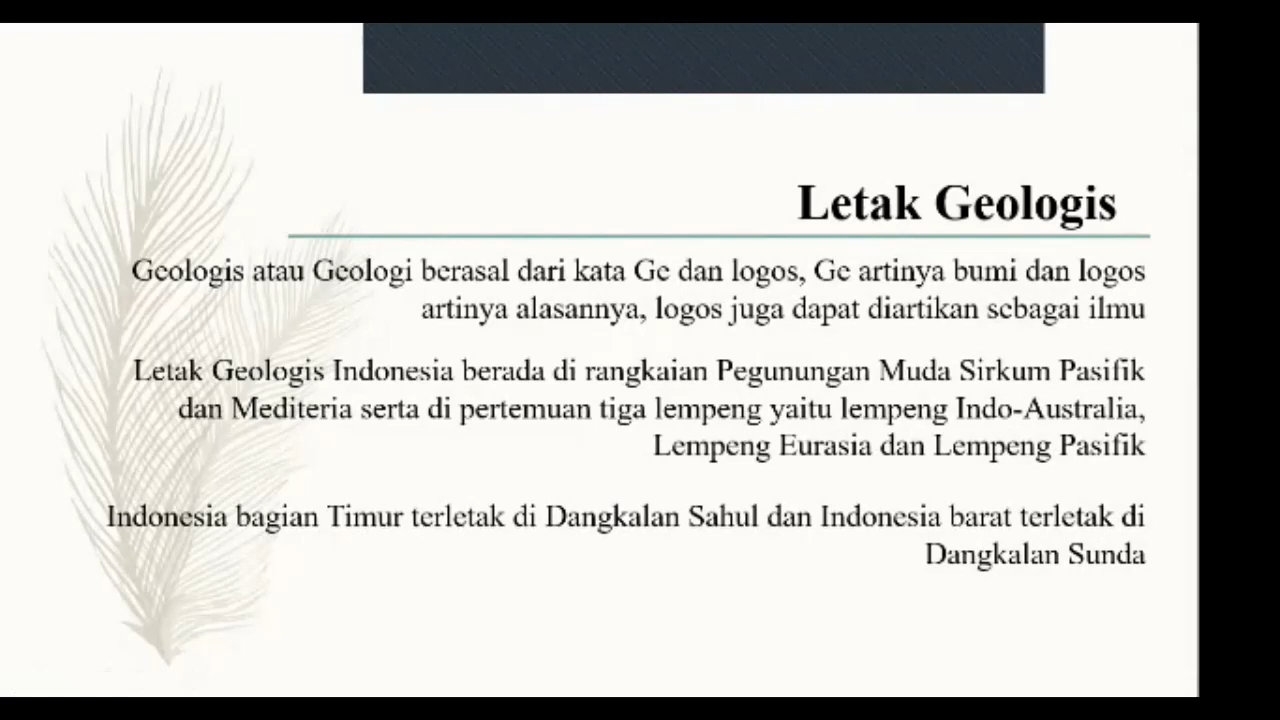 Letak Geologis
Geologis atau Geologi berasal dari kata Ge dan logos, Ge artinya bumi dan logos
artinya alasannya, logos juga dapat diartikan sebagai ilmu
Letak Geologis Indonesia berada di rangkaian Pegunungan Muda Sirkum Pasifik
dan Mediteria serta di pertemuan tiga lempeng yaitu lempeng Indo-Australia,
Lempeng Eurasia dan Lempeng Pasifik
Indonesia bagian Timur terletak di Dangkalan Sahul dan Indonesia barat terletak di
Dangkalan Sunda